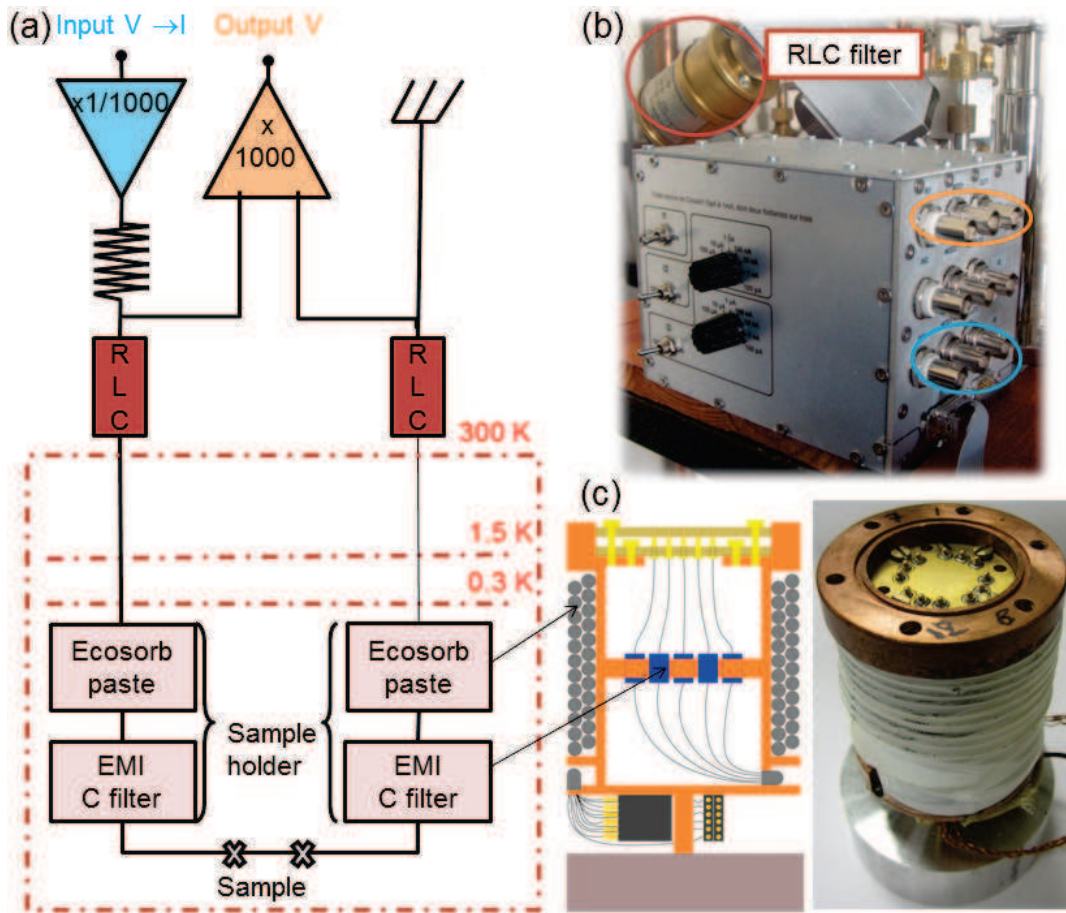 (a) Input V →I Output V
x1/1000
x
1000
R
L
C
R
L
C
300 K
1.5 K
0.3 K
Ecosorb
paste
Ecosorb
paste
Sample
holder
EMI
C filter
EMI
C filter
Sample
(b)
RLC filter
(c)